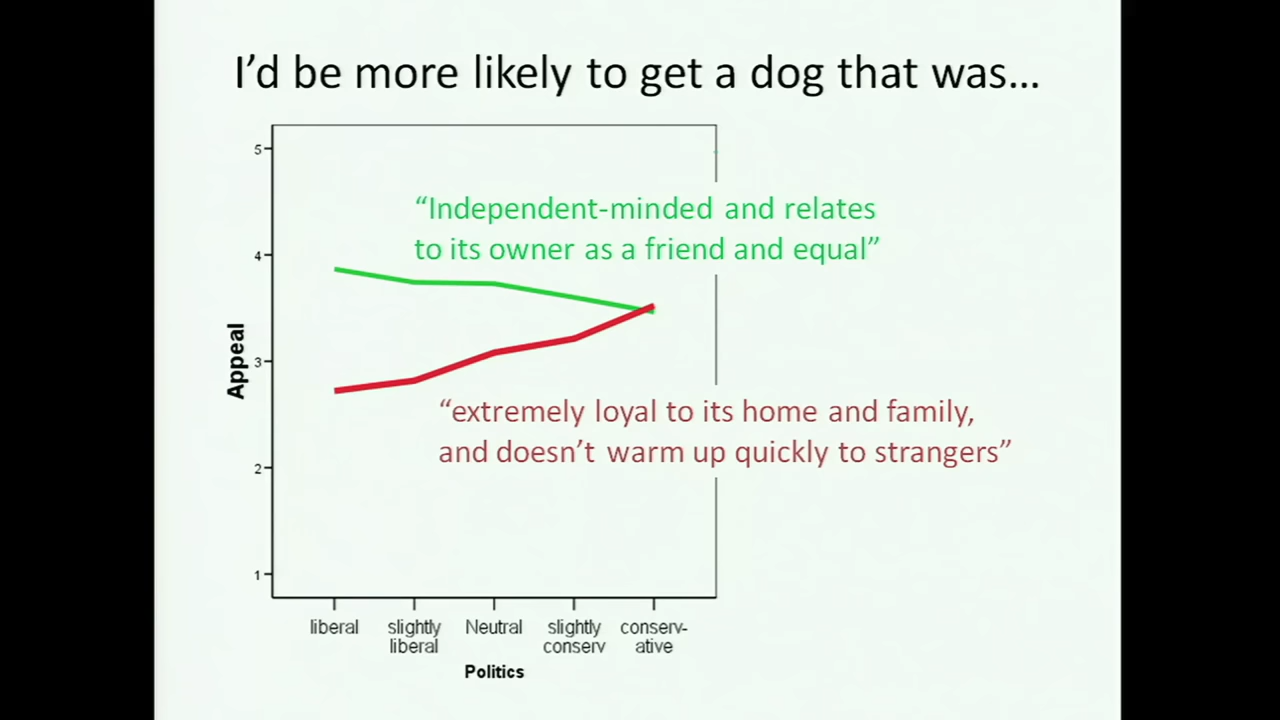 I’d be more likely to get a dog that was...
5
“Independent-minded and relates
to its owner as a friend and equal”
4
Appeal
3
“extremely loyal to its home and family,
and doesn’t warm up quickly to strangers”
2
1
liberal
slightly
liberal
Neutral
slightly
conserv
conserv-
ative
Politics